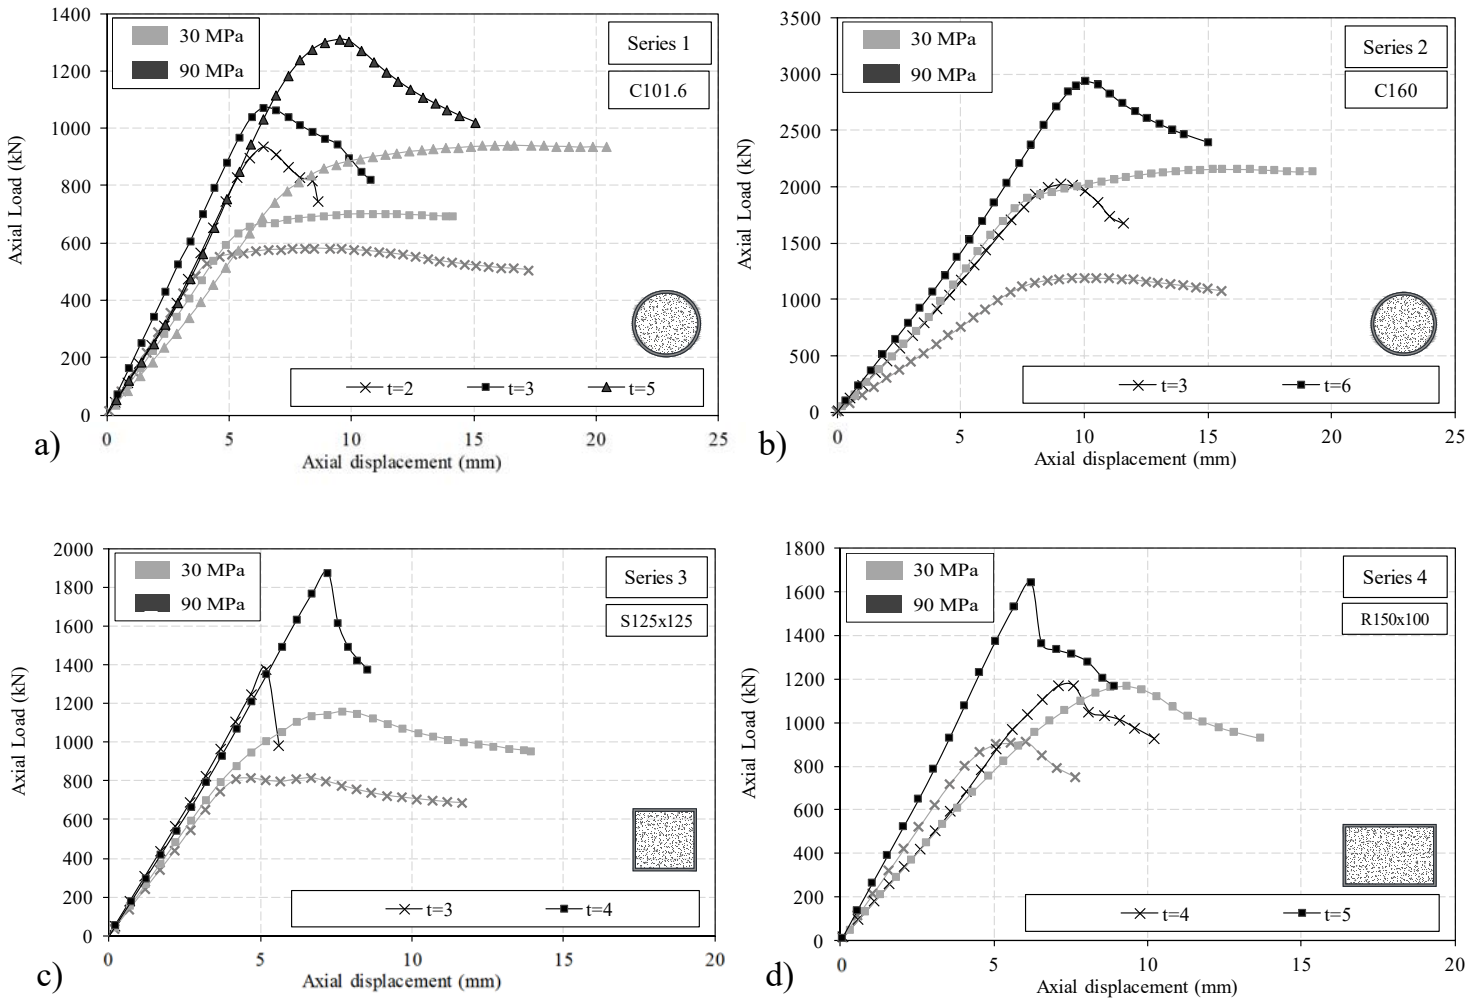 1400
1200
1000
800
600
400
200
0
Axial Load (kN)
30 MPa
90 MPa
Series 1
C101.6
t=2 t=3 t=5
0 5 10 15 20 25
Axial displacement (mm)
a)
3500
3000
2500
2000
1500
1000
500
0
Axial Load (kN)
30 MPa
90 MPa
Series 2
C160
t=3 t=6
0 5 10 15 20 25
Axial displacement (mm)
b)
2000
1800
1600
1400
1200
1000
800
600
400
200
0
Axial Load (kN)
30 MPa
90 MPa
Series 3
S125x125
t=3 t=4
0 5 10 15 20
Axial displacement (mm)
c)
1800
1600
1400
1200
1000
800
600
400
200
0
Axial Load (kN)
30 MPa
90 MPa
Series 4
R150x100
t=4 t=5
0 5 10 15 20
Axial displacement (mm)
d)